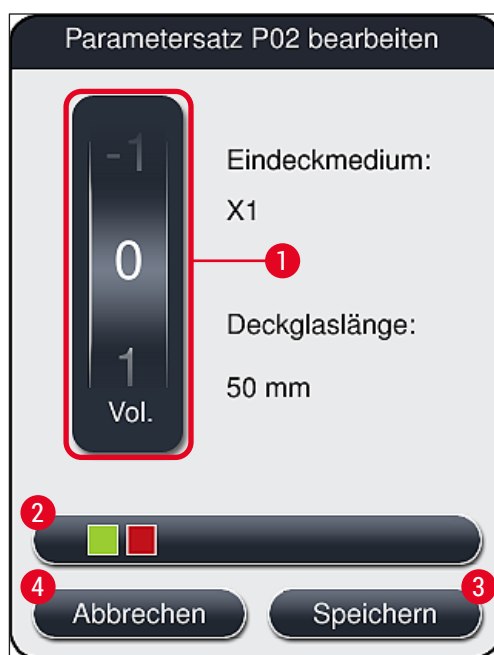 Parametersatz P02 bearbeiten
-1
0
1
Vol.
1
Eindeckmedium:
X1
Deckglaslänge:
50 mm
2
4
Abbrechen
3
Speichern